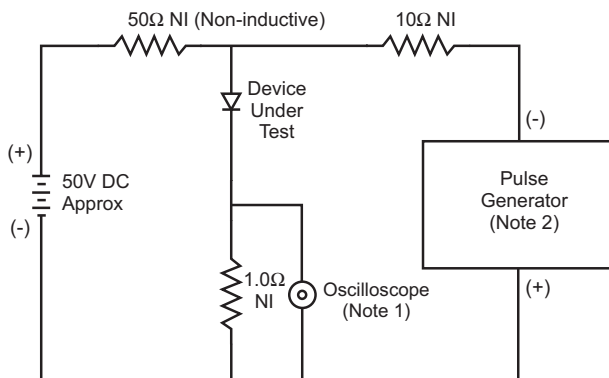 50Ω NI (Non-inductive)
10Ω NI
Device
Under
Test
(-)
(+)
50V DC
Approx
(-)
Pulse
Generator
(Note 2)
1.0Ω
NI
Oscilloscope
(Note 1)
(+)